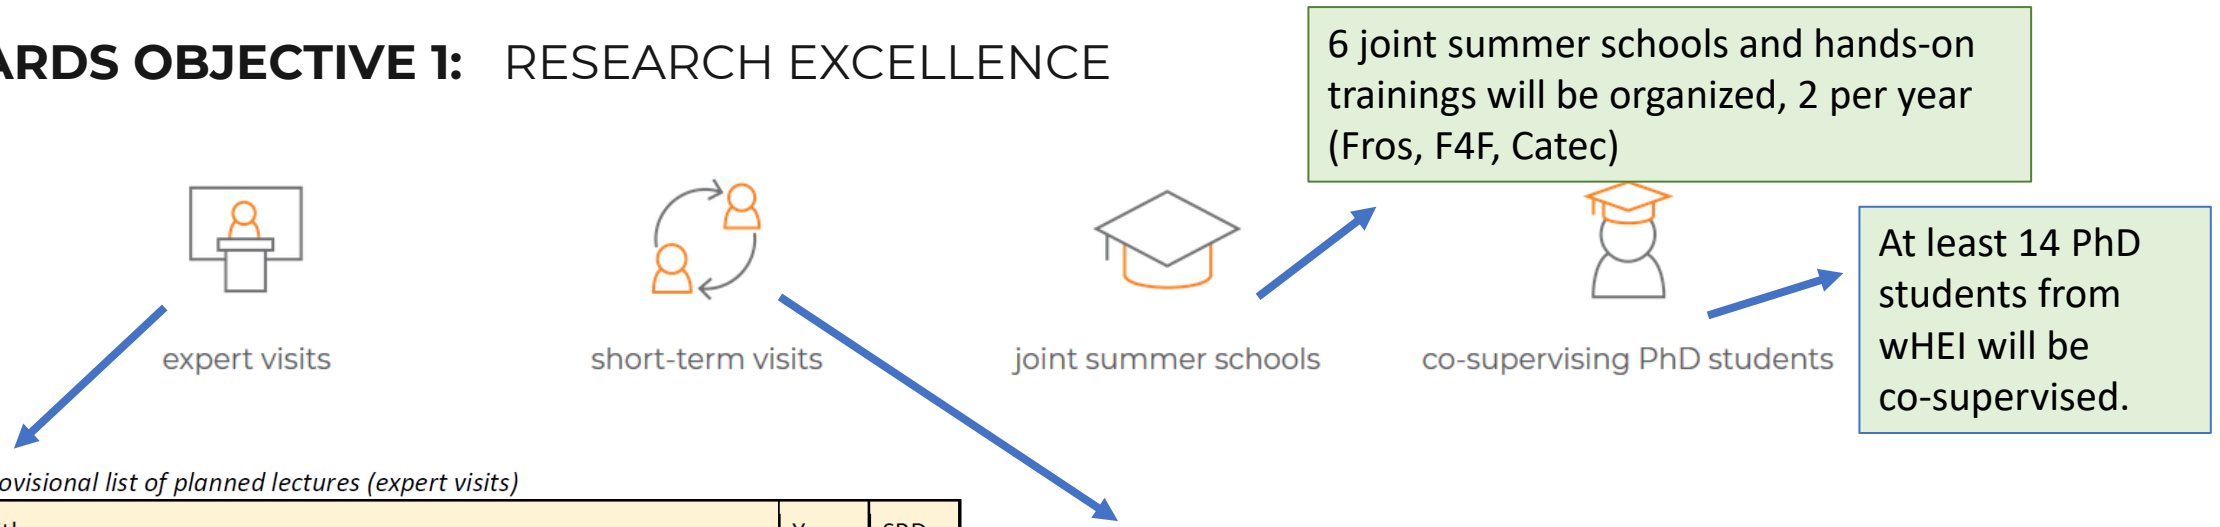 ARDS OBJECTIVE 1: RESEARCH EXCELLENCE
6 joint summer schools and hands-on
trainings will be organized, 2 per year
(Fros, F4F, Catec)
At least 14 PhD
students from
wHEI will be
co-supervised.
expert visits
short-term visits
joint summer schools
co-supervising PhD students
ovisional list of planned lectures (expert visits)